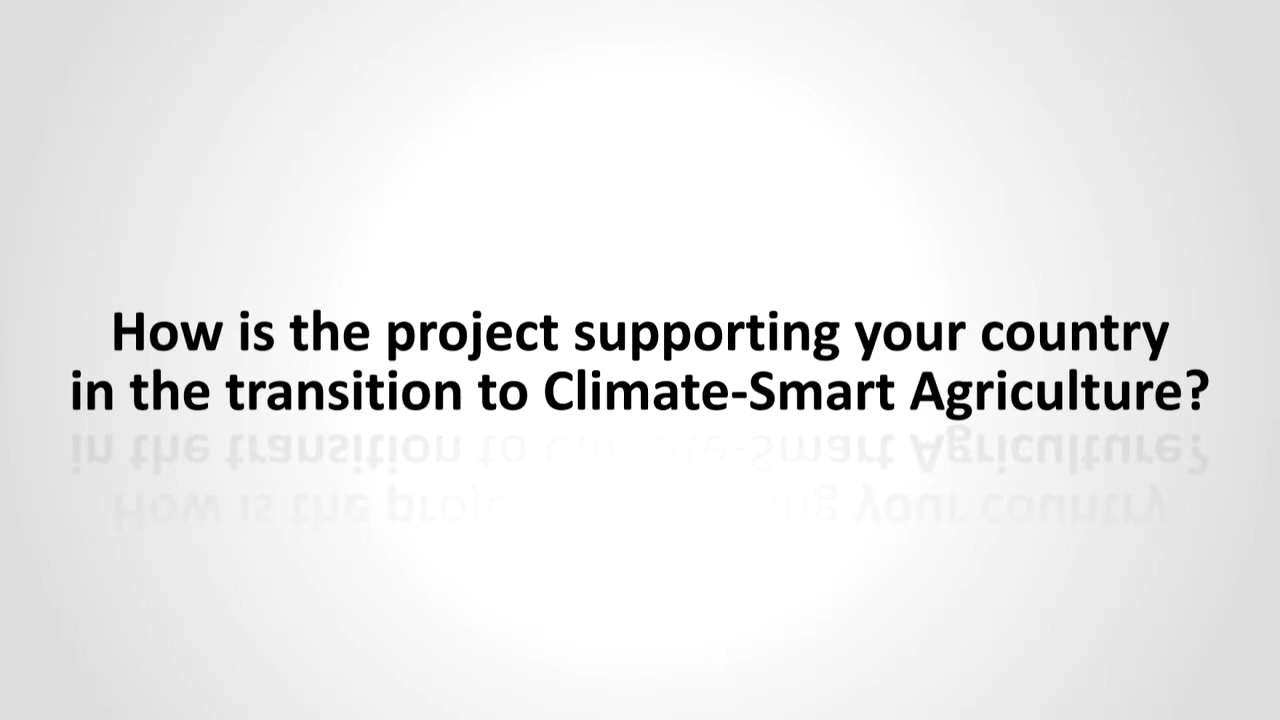 How is the project supporting your country
in the transition to Climate-Smart Agriculture?